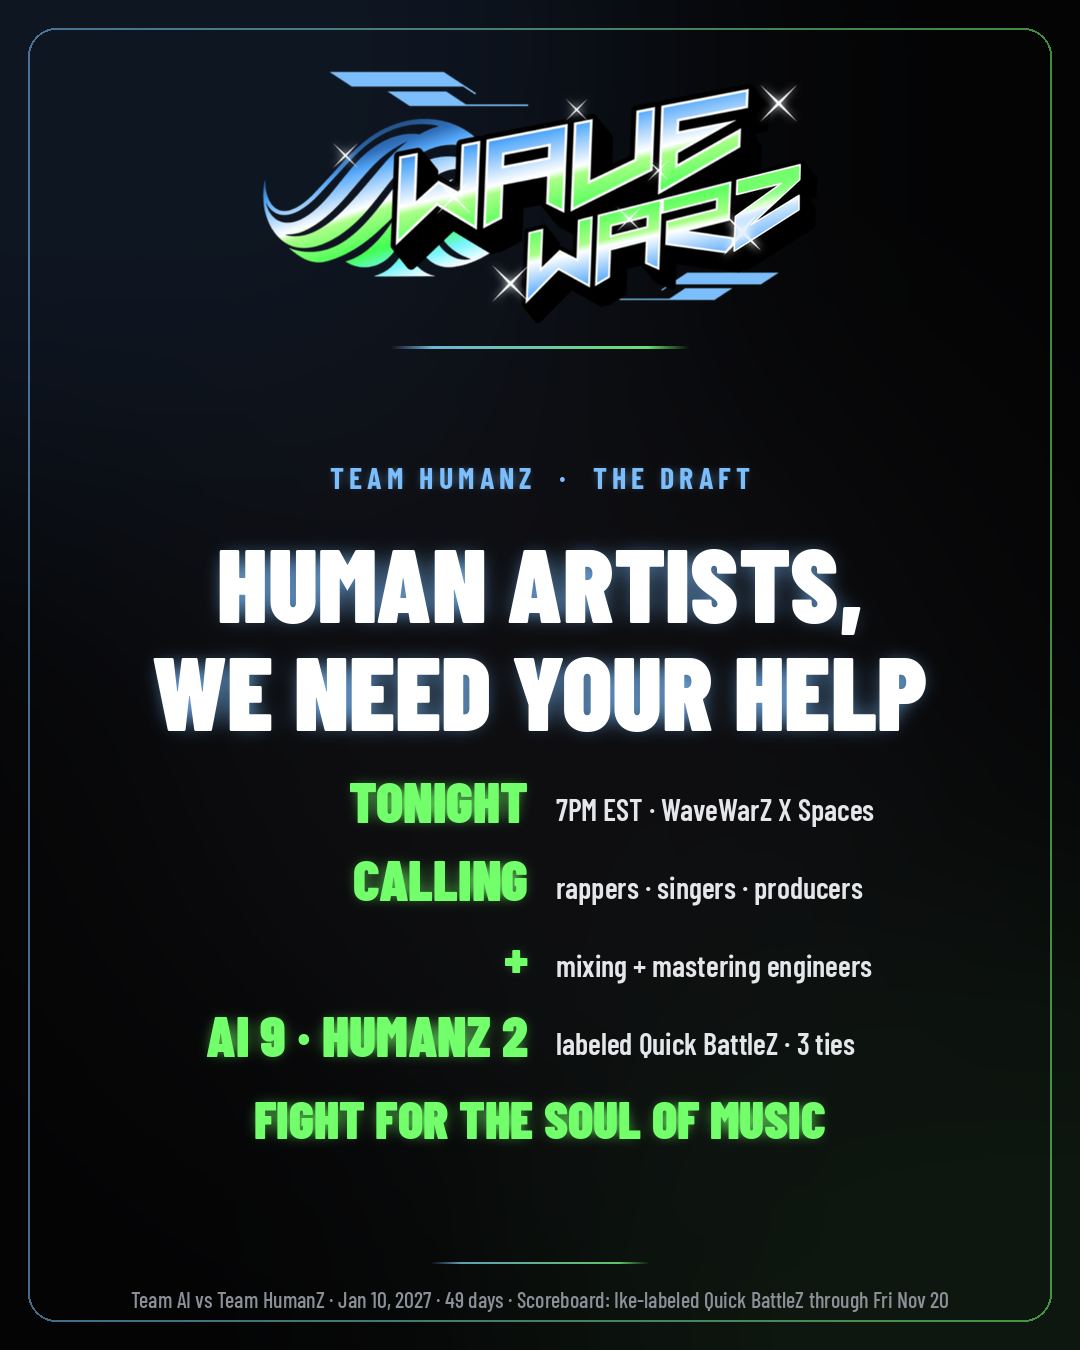 WAVE
WARZ
TEAM HUMANZ · THE DRAFT
HUMAN ARTISTS,
WE NEED YOUR HELP
TONIGHT 7PM EST · WaveWarZ X Spaces
CALLING rappers · singers · producers
+ mixing + mastering engineers
AI 9 · HUMANZ 2 labeled Quick BattleZ · 3 ties
FIGHT FOR THE SOUL OF MUSIC
Team AI vs Team HumanZ · Jan 10, 2027 · 49 days · Scoreboard: Ike-labeled Quick BattleZ through Fri Nov 20